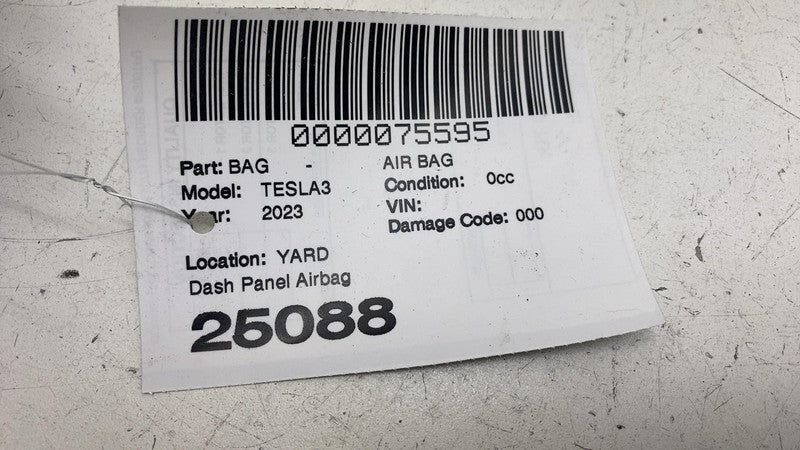 0000075595
Part: BAG - AIR BAG
Model: TESLA3 Condition: 0cc
Year: 2023 VIN:
Damage Code: 000
Location: YARD
Dash Panel Airbag
25088